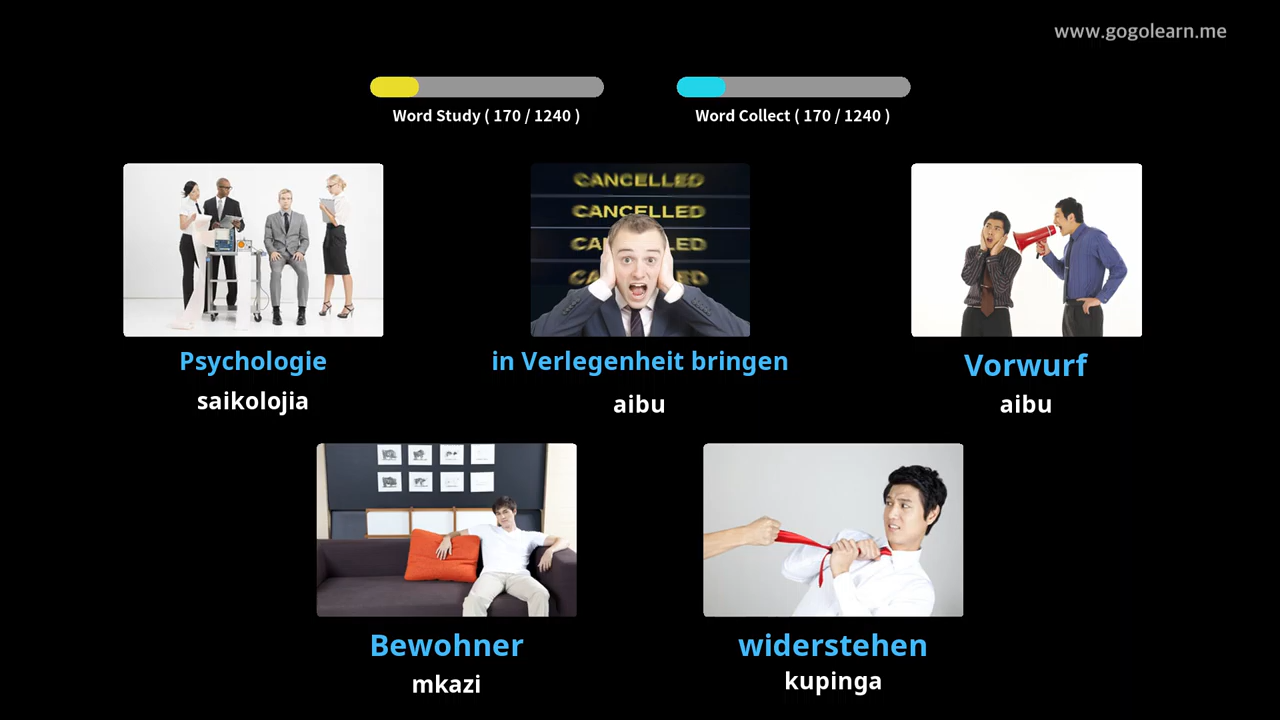 www.gogolearn.me
Word Study ( 170 / 1240 )
Word Collect ( 170 / 1240 )
CANCELLED
CANCELLED
Psychologie
saikolojia
in Verlegenheit bringen
aibu
Vorwurf
aibu
Bewohner
mkazi
widerstehen
kupinga